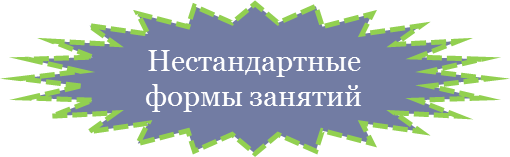 Нестандартные
формы занятий